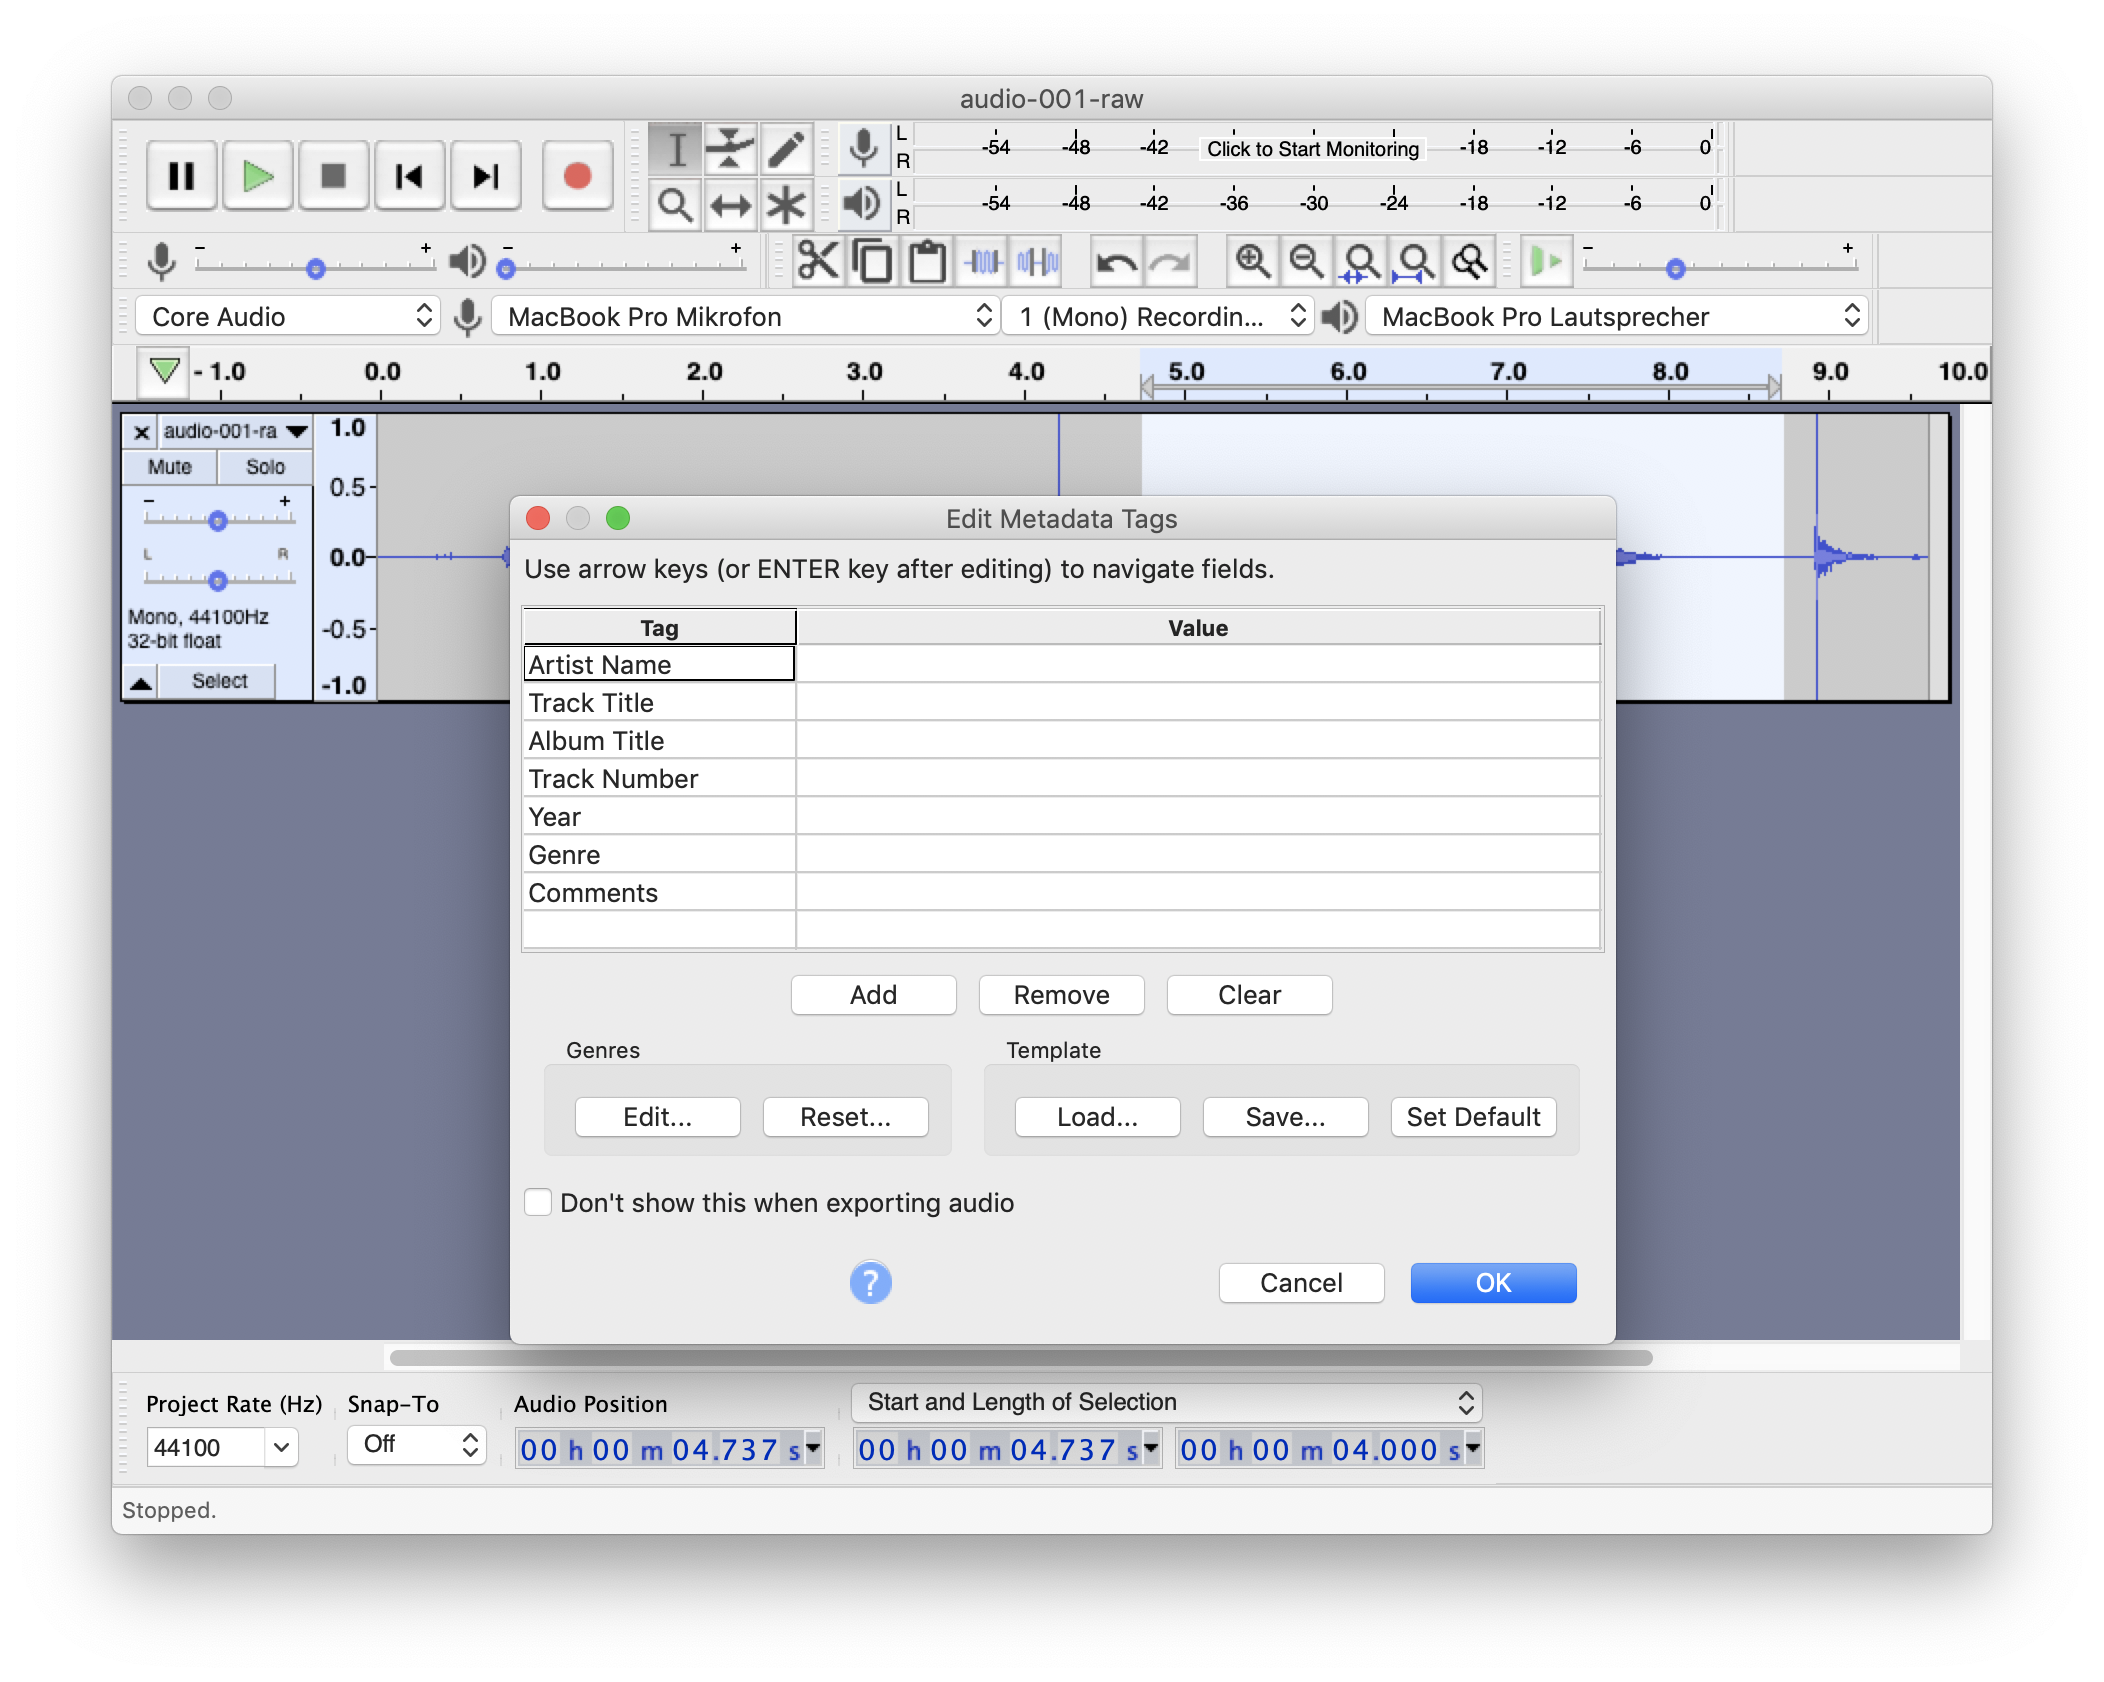 audio-001-raw
L
R
-54 -48 -42 Click to Start Monitoring -18 -12 -6 0
L
R
-54 -48 -42 -36 -30 -24 -18 -12 -6 0
- + - + - +
Core Audio MacBook Pro Mikrofon 1 (Mono) Recordin... MacBook Pro Lautsprecher
-1.0 0.0 1.0 2.0 3.0 4.0 5.0 6.0 7.0 8.0 9.0 10.0
x audio-001-ra
Mute Solo
- +
L R
Mono, 44100Hz
32-bit float
Select
1.0
0.5-
0.0-
-0.5-
-1.0
Edit Metadata Tags
Use arrow keys (or ENTER key after editing) to navigate fields.
Tag Value
Artist Name
Track Title
Album Title
Track Number
Year
Genre
Comments
Add Remove Clear
Genres Template
Edit... Reset... Load... Save... Set Default
Don't show this when exporting audio
? Cancel OK
Project Rate (Hz) Snap-To Audio Position Start and Length of Selection
44100 Off 00 h 00 m 04.737 s 00 h 00 m 04.737 s 00 h 00 m 04.000 s
Stopped.